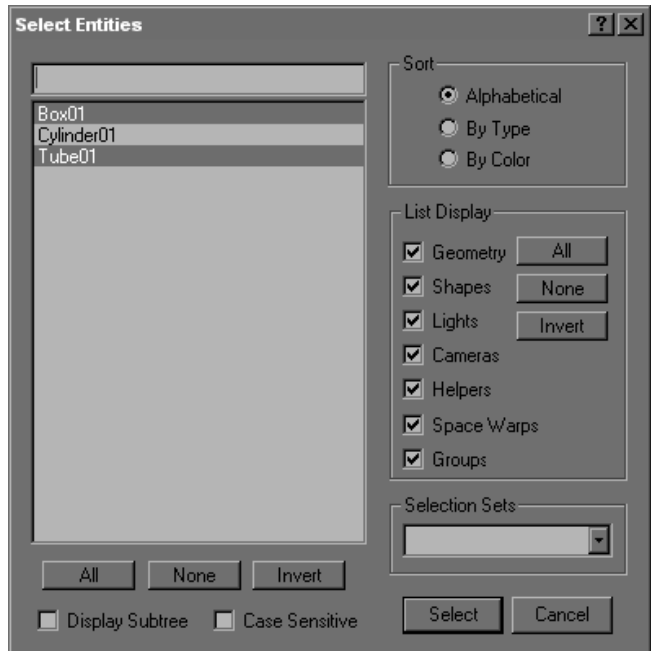 Select Entities
Box01
Cylinder01
Tube01
All None Invert
Display Subtree Case Sensitive
Sort
Alphabetical
By Type
By Color
List Display
Geometry All
Shapes None
Lights Invert
Cameras
Helpers
Space Warps
Groups
Selection Sets
Select Cancel